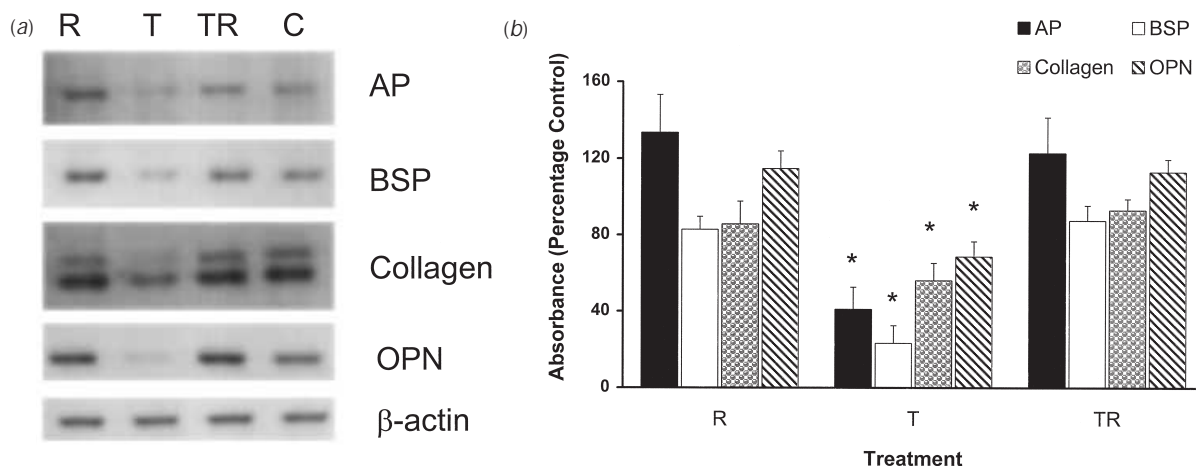 (a)
R T TR C
AP
BSP
Collagen
OPN
β-actin
(b)
AP BSP
Collagen OPN
Absorbance (Percentage Control)
160
120
80
40
0
* * * *
R T TR
Treatment